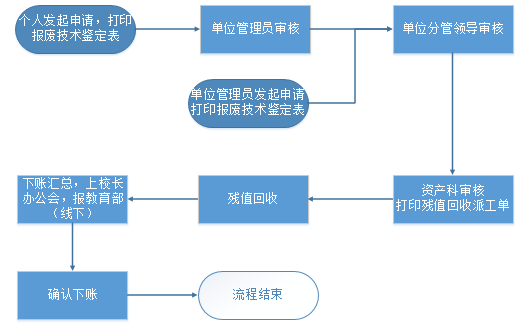 个人发起申请，打印
报废技术鉴定表
单位管理员审核
单位分管领导审核
单位管理员发起申请
打印报废技术鉴定表
下账汇总，上校长
办公会，报教育部
（线下）
残值回收
资产科审核
打印残值回收派工单
确认下账
流程结束